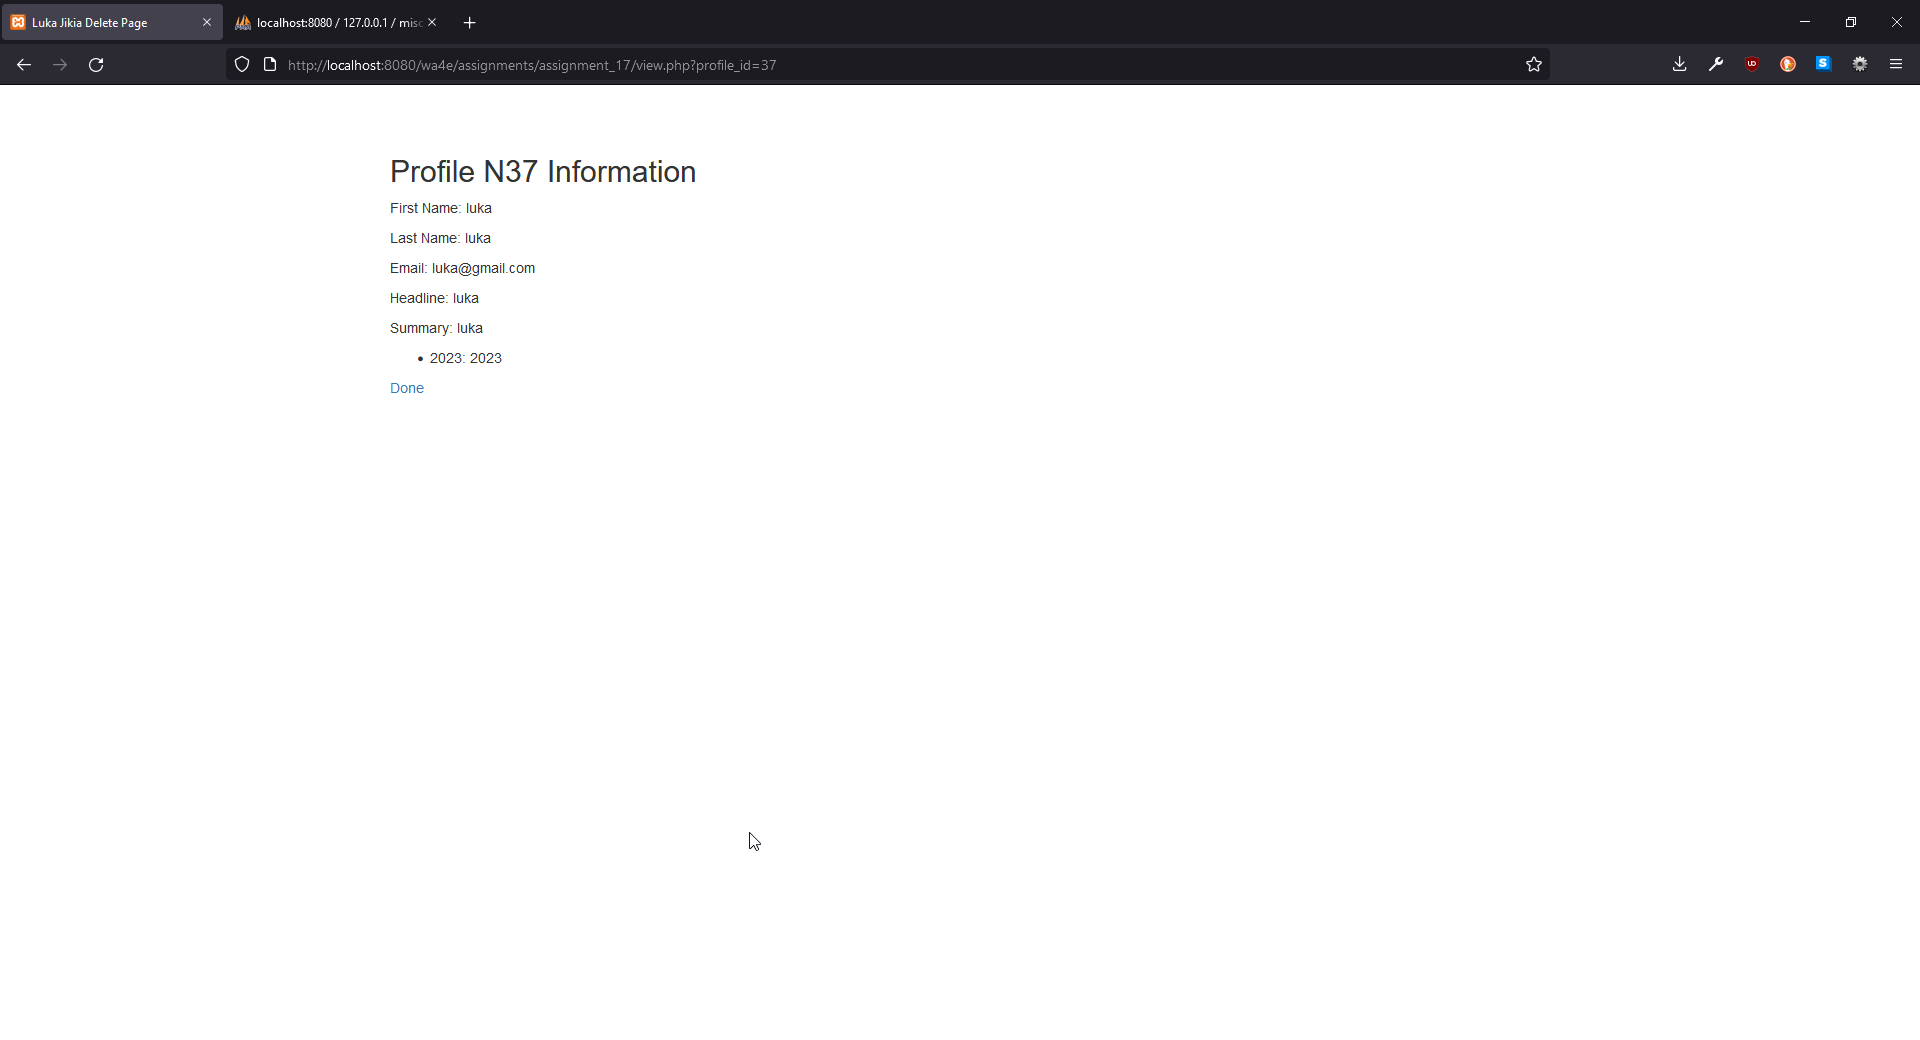 Luka Jikia Delete Page
localhost:8080 / 127.0.0.1 / misc
http://localhost:8080/wa4e/assignments/assignment_17/view.php?profile_id=37
Profile N37 Information
First Name: luka
Last Name: luka
Email: luka@gmail.com
Headline: luka
Summary: luka
• 2023: 2023
Done